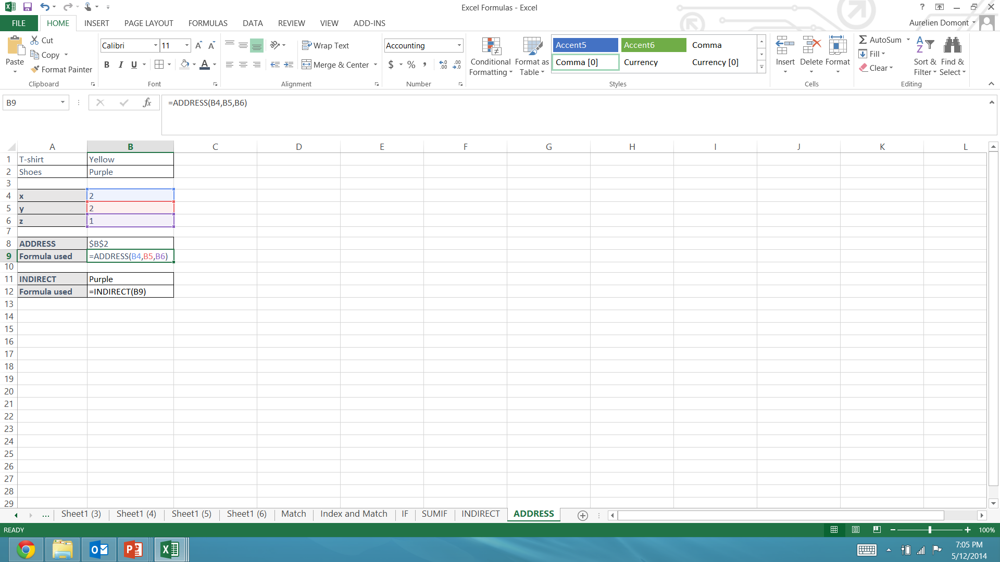 Excel Formulas - Excel
?
FILE HOME INSERT PAGE LAYOUT FORMULAS DATA REVIEW VIEW ADD-INS Aurelien Domont
Paste Cut Copy Format Painter Clipboard
Calibri 11 A A
B I U A
Font
Wrap Text
Merge & Center
Alignment
Accounting
$ % , .00 .00
Number
Conditional Formatting
Format as Table
Accent5 Accent6 Comma
Comma [0] Currency Currency [0]
Styles
Insert Delete Format
Cells
AutoSum
Fill
Clear
Sort & Filter
Find & Select
Editing
B9 fx =ADDRESS(B4,B5,B6)
A B C D E F G H I J K L
1 T-shirt Yellow
2 Shoes Purple
3
4 x 2
5 y 2
6 z 1
7
8 ADDRESS $B$2
9 Formula used =ADDRESS(B4,B5,B6)
10
11 INDIRECT Purple
12 Formula used =INDIRECT(B9)
13
14
15
16
17
18
19
20
21
22
23
24
25
26
27
28
29
... Sheet1 (3) Sheet1 (4) Sheet1 (5) Sheet1 (6) Match Index and Match IF SUMIF INDIRECT ADDRESS
READY 100%
7:05 PM
5/12/2014